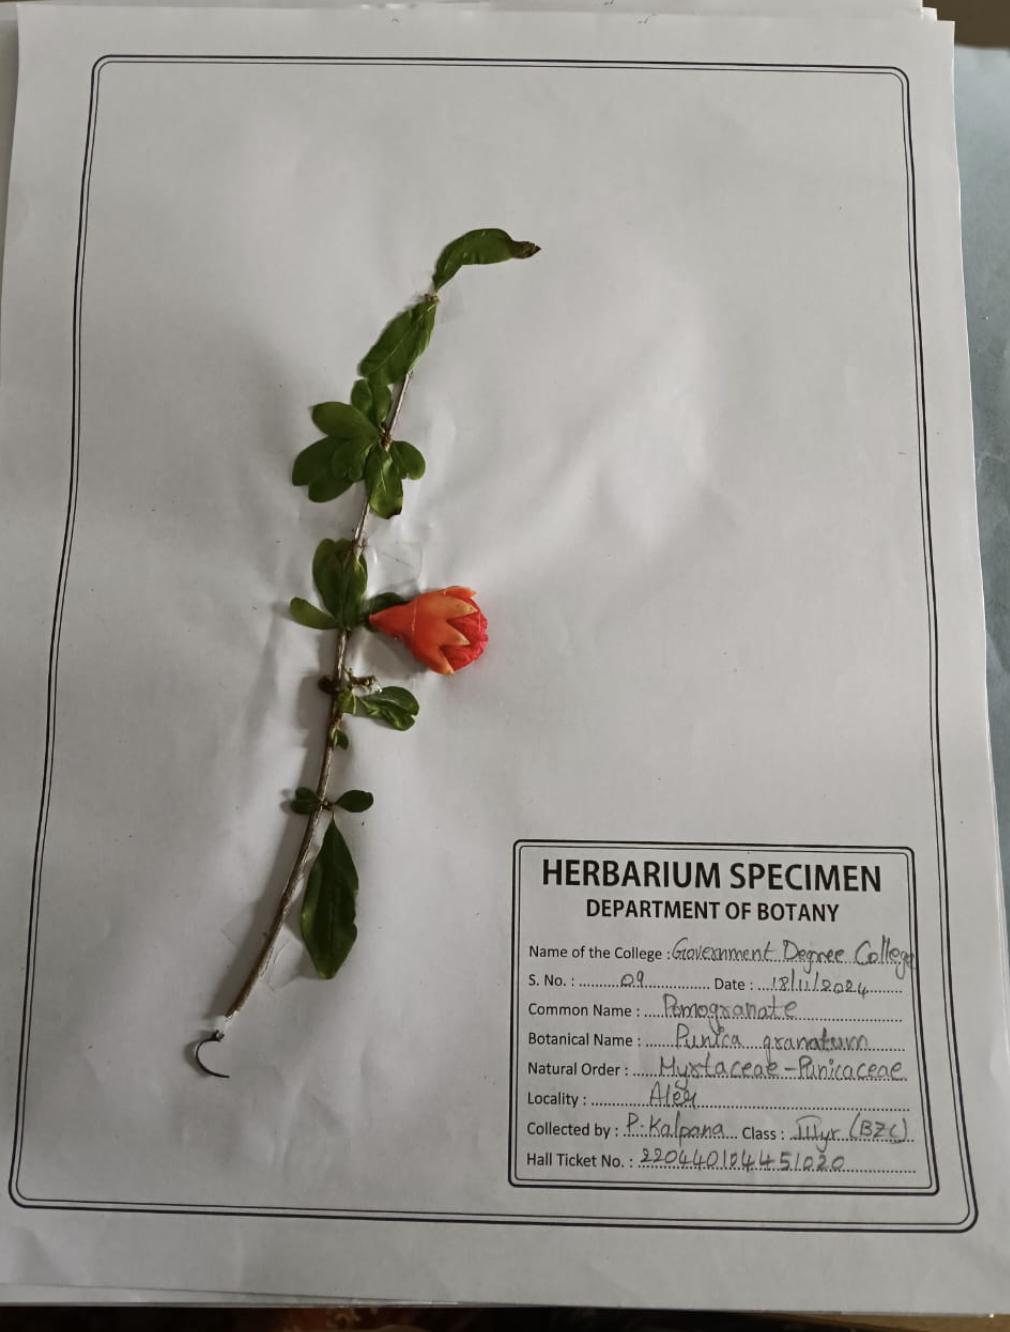 HERBARIUM SPECIMEN
DEPARTMENT OF BOTANY
Name of the College : Government Degree College
S. No. : 09 Date : 18/11/2024
Common Name : Pomogranate
Botanical Name : Punica granatum
Natural Order : Myrtaceae - Punicaceae
Locality :
Collected by : P. Kalpana Class : III yr (BZC)
Hall Ticket No. : 220440124451020